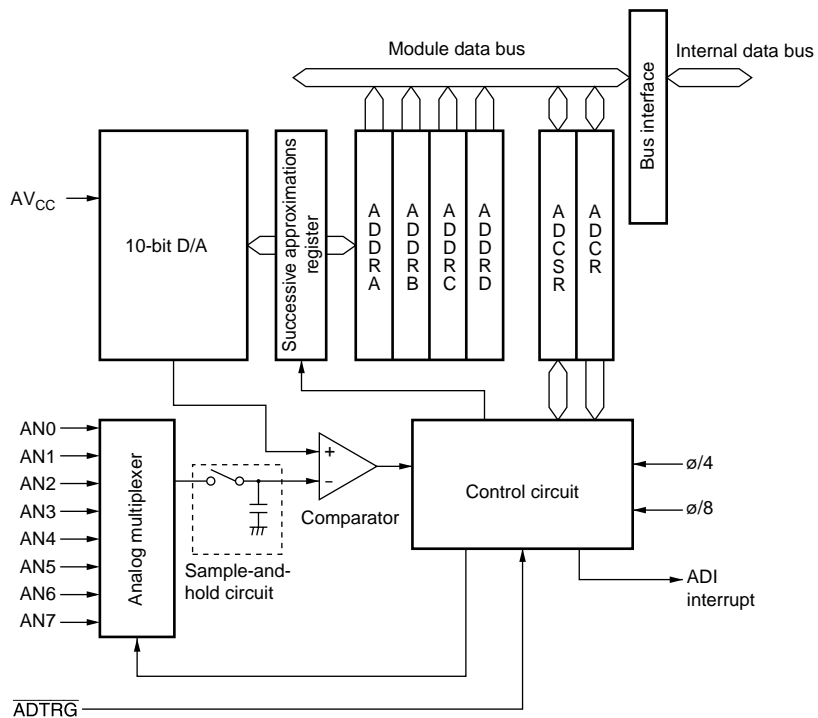 Module data bus
Internal data bus
Bus interface
AVCC
10-bit D/A
Successive approximations
register
ADDRA
ADDRB
ADDRC
ADDRD
ADCSR
ADCR
AN0
AN1
AN2
AN3
AN4
AN5
AN6
AN7
Analog multiplexer
+
−
Comparator
Sample-and-
hold circuit
Control circuit
ø/4
ø/8
ADI
interrupt
ADTRG